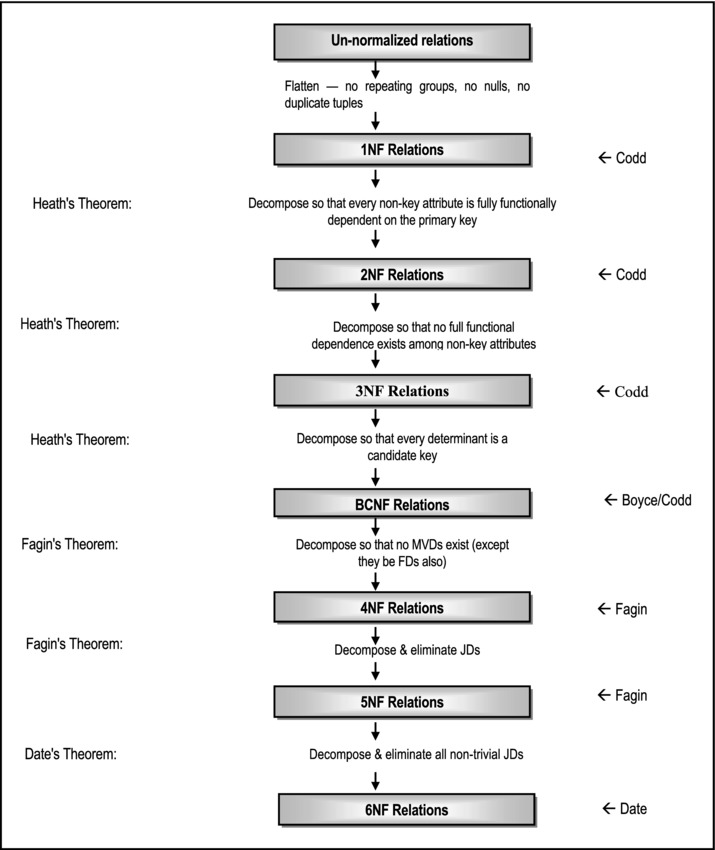 Un-normalized relations
Flatten — no repeating groups, no nulls, no
duplicate tuples
1NF Relations
← Codd
Heath's Theorem:
Decompose so that every non-key attribute is fully functionally
dependent on the primary key
2NF Relations
← Codd
Heath's Theorem:
Decompose so that no full functional
dependence exists among non-key attributes
3NF Relations
← Codd
Heath's Theorem:
Decompose so that every determinant is a
candidate key
BCNF Relations
← Boyce/Codd
Fagin's Theorem:
Decompose so that no MVDs exist (except
they be FDs also)
4NF Relations
← Fagin
Fagin's Theorem:
Decompose & eliminate JDs
5NF Relations
← Fagin
Date's Theorem:
Decompose & eliminate all non-trivial JDs
6NF Relations
← Date